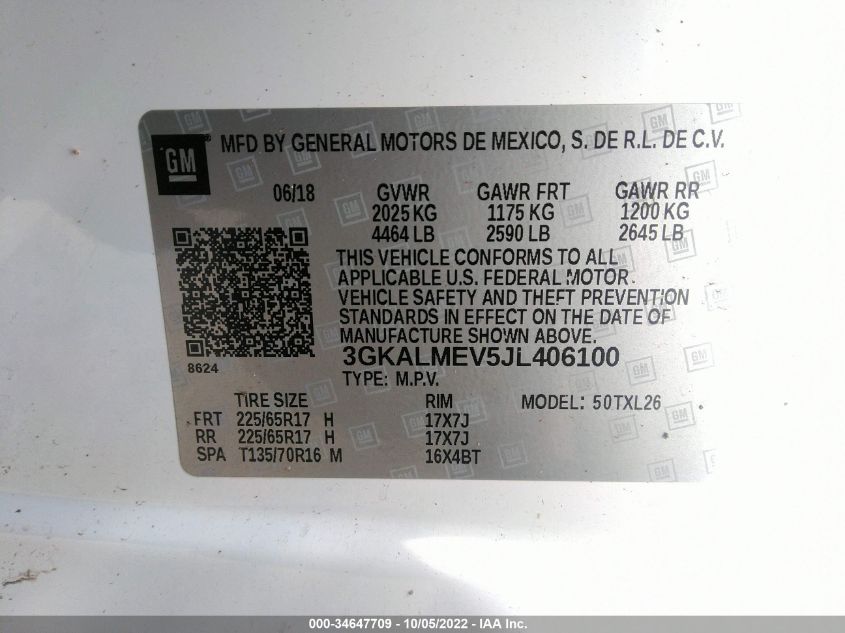 GM ® MFD BY GENERAL MOTORS DE MEXICO, S. DE R.L. DE C.V.
06/18 GVWR GAWR FRT GAWR RR
2025 KG 1175 KG 1200 KG
4464 LB 2590 LB 2645 LB
THIS VEHICLE CONFORMS TO ALL
APPLICABLE U.S. FEDERAL MOTOR
VEHICLE SAFETY AND THEFT PREVENTION
STANDARDS IN EFFECT ON THE DATE OF
MANUFACTURE SHOWN ABOVE.
8624 3GKALMEV5JL406100
TYPE: M.P.V.
TIRE SIZE RIM MODEL: 50TXL26
FRT 225/65R17 H 17X7J
RR 225/65R17 H 17X7J
SPA T135/70R16 M 16X4BT
000-34647709 - 10/05/2022 - IAA Inc.